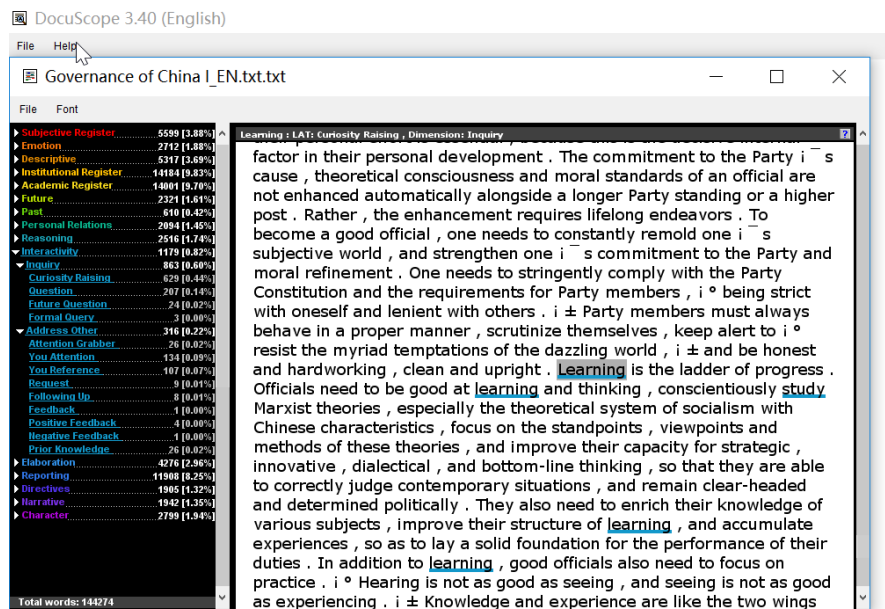 DocuScope 3.40 (English)
File Help
Governance of China I_EN.txt.txt
File Font
Subjective Register 5599 [3.88%]
Emotion 2712 [1.88%]
Descriptive 5317 [3.69%]
Institutional Register 14184 [9.83%]
Academic Register 14001 [9.70%]
Future 2321 [1.61%]
Past 610 [0.42%]
Personal Relations 2094 [1.45%]
Reasoning 2516 [1.74%]
Interactivity 1179 [0.82%]
Inquiry 863 [0.60%]
Curiosity Raising 629 [0.44%]
Question 207 [0.14%]
Future Question 24 [0.02%]
Formal Query 3 [0.00%]
Address Other 316 [0.22%]
Attention Grabber 26 [0.02%]
You Attention 134 [0.09%]
You Reference 107 [0.07%]
Request 9 [0.01%]
Following Up 8 [0.01%]
Feedback 1 [0.00%]
Positive Feedback 4 [0.00%]
Negative Feedback 1 [0.00%]
Prior Knowledge 26 [0.02%]
Elaboration 4276 [2.96%]
Reporting 11908 [8.25%]
Directives 1905 [1.32%]
Narrative 1942 [1.35%]
Character 2799 [1.94%]
Total words: 144274
Learning : LAT: Curiosity Raising , Dimension: Inquiry ?
factor in their personal development . The commitment to the Party ¡ ¯ s
cause , theoretical consciousness and moral standards of an official are
not enhanced automatically alongside a longer Party standing or a higher
post . Rather , the enhancement requires lifelong endeavors . To
become a good official , one needs to constantly remold one ¡ ¯ s
subjective world , and strengthen one ¡ ¯ s commitment to the Party and
moral refinement . One needs to stringently comply with the Party
Constitution and the requirements for Party members , ¡ ° being strict
with oneself and lenient with others . ¡ ± Party members must always
behave in a proper manner , scrutinize themselves , keep alert to ¡ °
resist the myriad temptations of the dazzling world , ¡ ± and be honest
and hardworking , clean and upright . Learning is the ladder of progress .
Officials need to be good at learning and thinking , conscientiously study
Marxist theories , especially the theoretical system of socialism with
Chinese characteristics , focus on the standpoints , viewpoints and
methods of these theories , and improve their capacity for strategic ,
innovative , dialectical , and bottom-line thinking , so that they are able
to correctly judge contemporary situations , and remain clear-headed
and determined politically . They also need to enrich their knowledge of
various subjects , improve their structure of learning , and accumulate
experiences , so as to lay a solid foundation for the performance of their
duties . In addition to learning , good officials also need to focus on
practice . ¡ ° Hearing is not as good as seeing , and seeing is not as good
as experiencing . ¡ ± Knowledge and experience are like the two wings